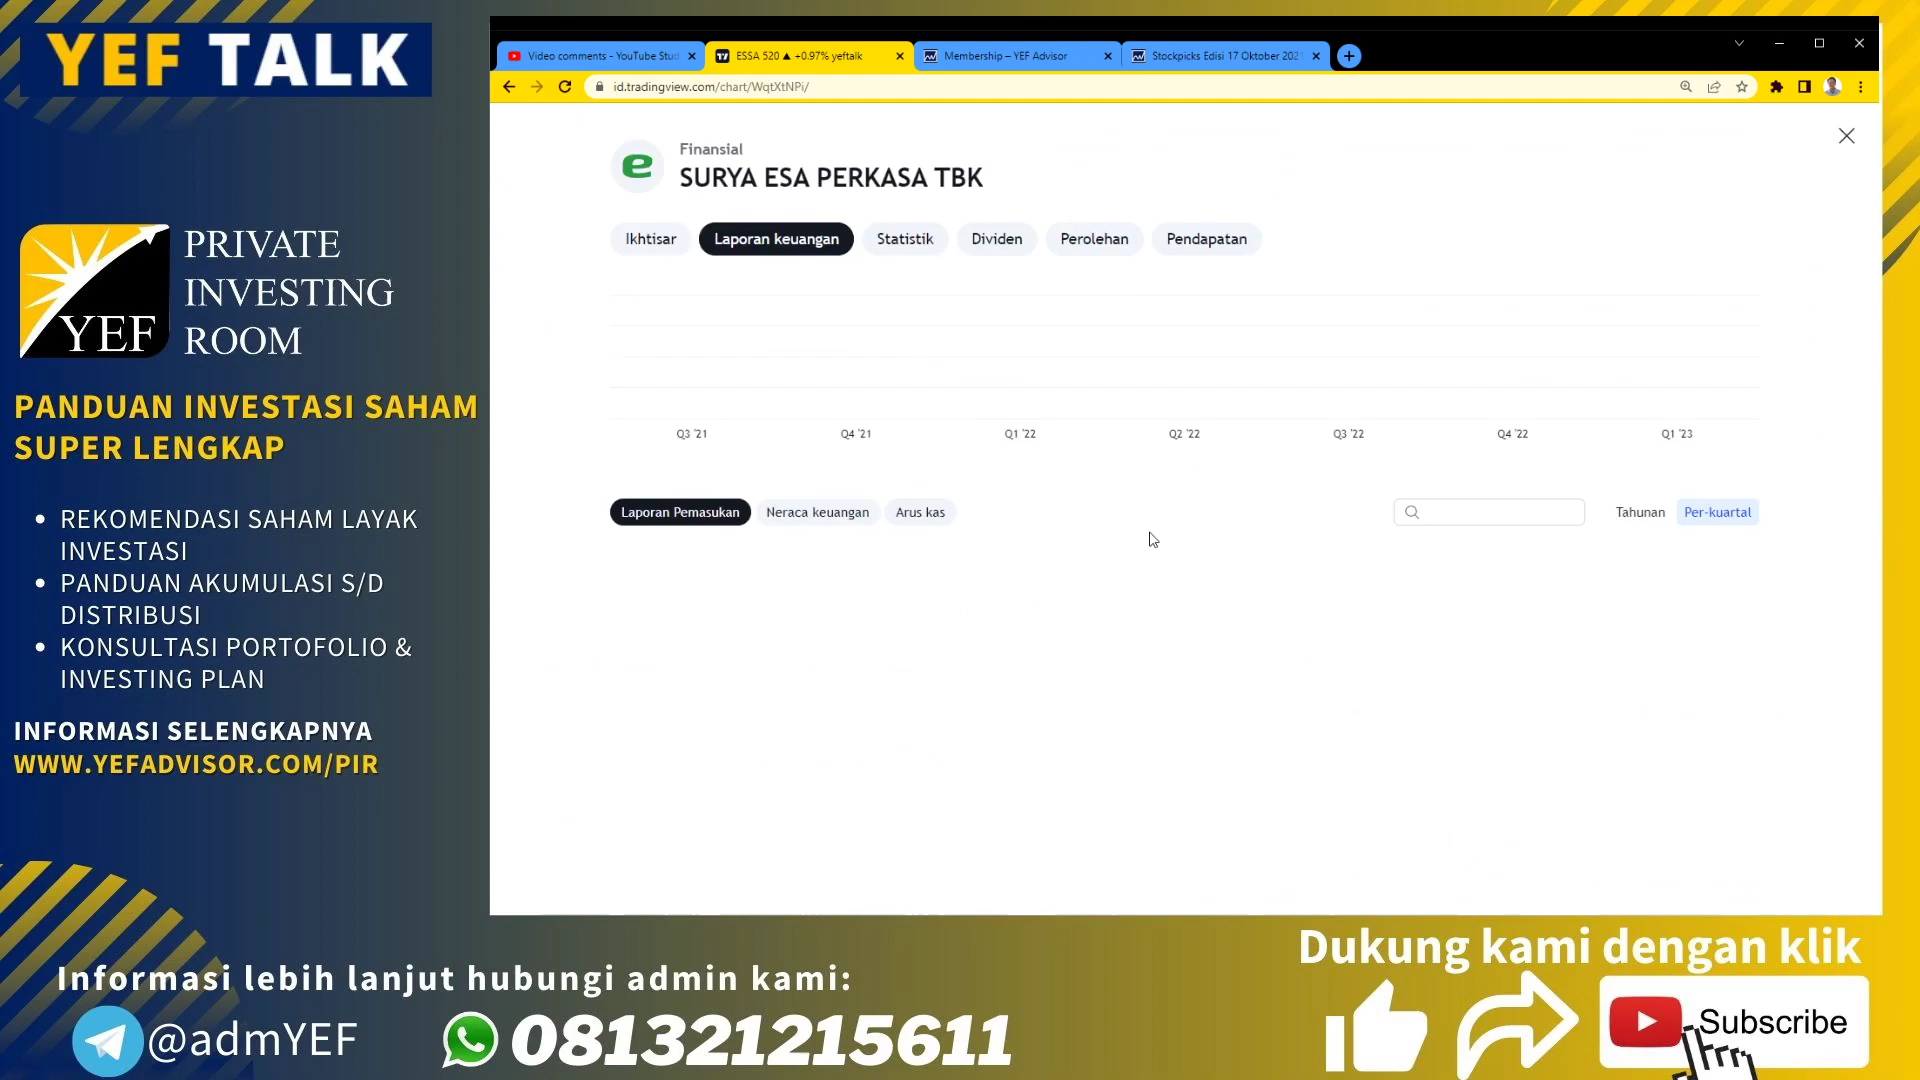 YEF TALK
YEF
PRIVATE
INVESTING
ROOM
PANDUAN INVESTASI SAHAM
SUPER LENGKAP
• REKOMENDASI SAHAM LAYAK
INVESTASI
• PANDUAN AKUMULASI S/D
DISTRIBUSI
• KONSULTASI PORTOFOLIO &
INVESTING PLAN
INFORMASI SELENGKAPNYA
WWW.YEFADVISOR.COM/PIR
Video comments - YouTube Stud
ESSA 520 ▲ +0.97% yeftalk
Membership – YEF Advisor
Stockpicks Edisi 17 Oktober 2021
id.tradingview.com/chart/WqtXtNPi/
Finansial
SURYA ESA PERKASA TBK
Ikhtisar Laporan keuangan Statistik Dividen Perolehan Pendapatan
Q3 '21 Q4 '21 Q1 '22 Q2 '22 Q3 '22 Q4 '22 Q1 '23
Laporan Pemasukan Neraca keuangan Arus kas Tahunan Per-kuartal
Informasi lebih lanjut hubungi admin kami:
@admYEF 081321215611
Dukung kami dengan klik
Subscribe